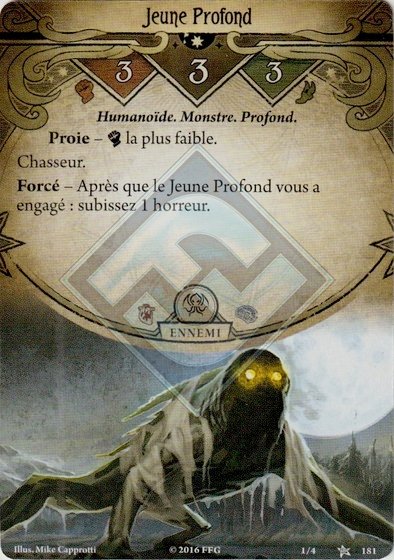 Jeune Profond
3 3 3
Humanoïde. Monstre. Profond.
Proie – la plus faible.
Chasseur.
Forcé – Après que le Jeune Profond vous a
engagé : subissez 1 horreur.
ENNEMI
Illus. Mike Capprotti © 2016 FFG 1/4 181